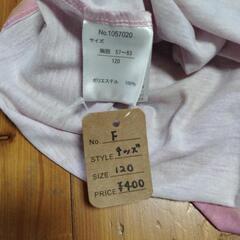 No.1057020
サイズ
胸囲 57～63
120
ポリエステル 100%
No. F
STYLE キッズ
SIZE 120
PRICE ¥400